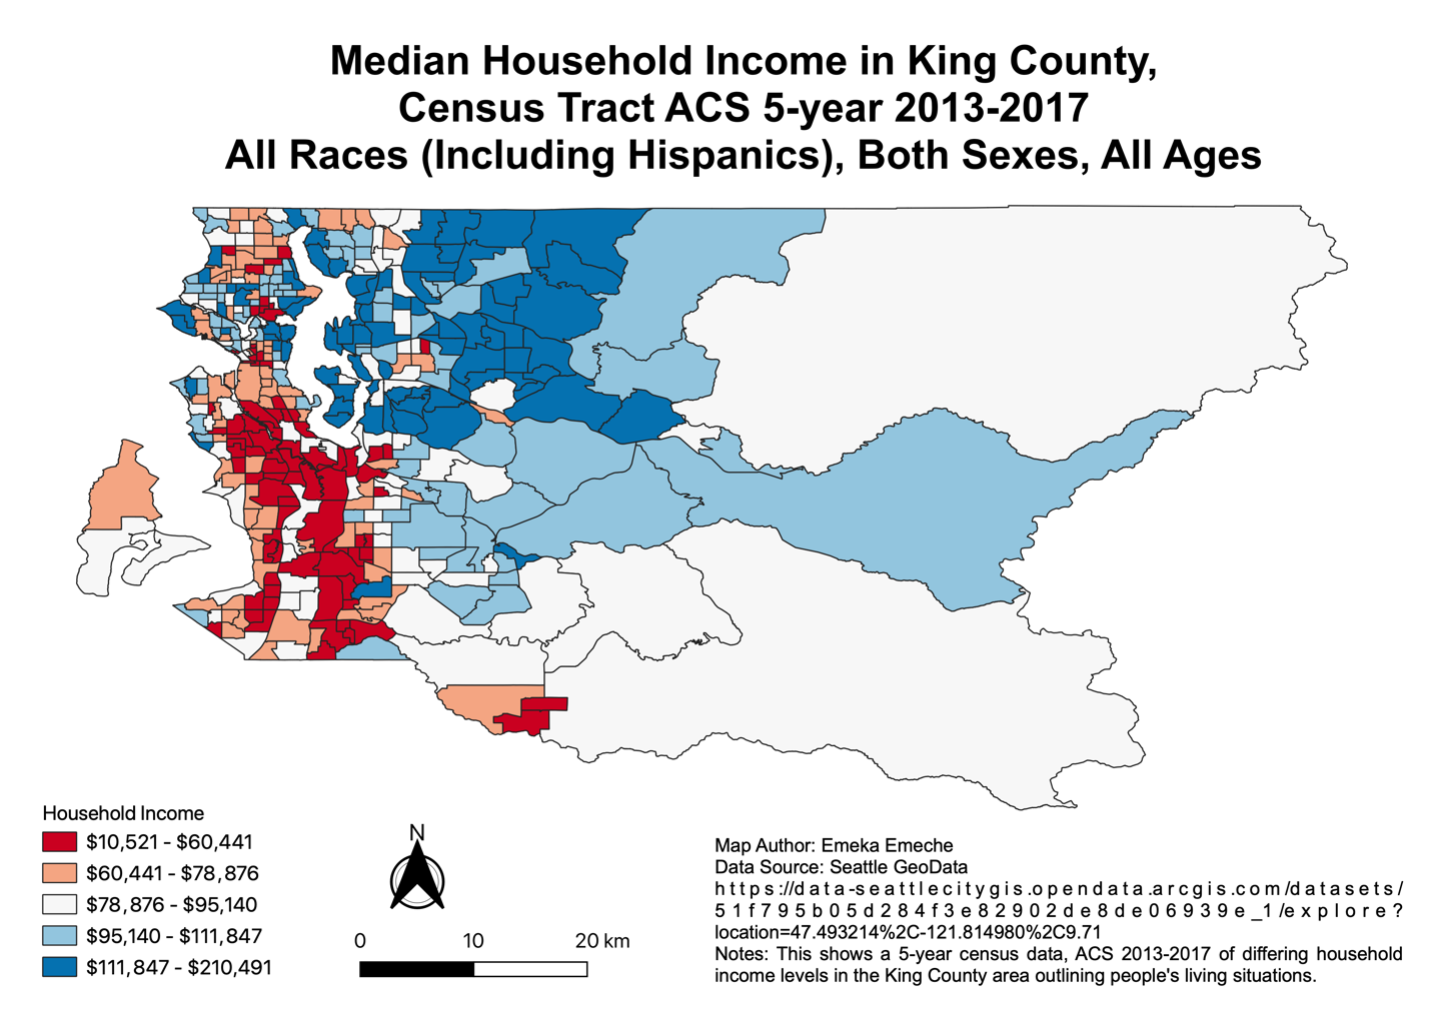 Median Household Income in King County,
Census Tract ACS 5-year 2013-2017
All Races (Including Hispanics), Both Sexes, All Ages
Household Income
$10,521 - $60,441
$60,441 - $78,876
$78,876 - $95,140
$95,140 - $111,847
$111,847 - $210,491
N
0 10 20 km
Map Author: Emeka Emeche
Data Source: Seattle GeoData
https://data-seattlecitygis.opendata.arcgis.com/datasets/
51f795b05d284f3e82902de8de06939e_1/explore?
location=47.493214%2C-121.814980%2C9.71
Notes: This shows a 5-year census data, ACS 2013-2017 of differing household
income levels in the King County area outlining people's living situations.